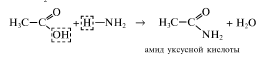 O
H₃C—C + H—NH₂ → H₃C—C + H₂O
OH NH₂
амид уксусной кислоты